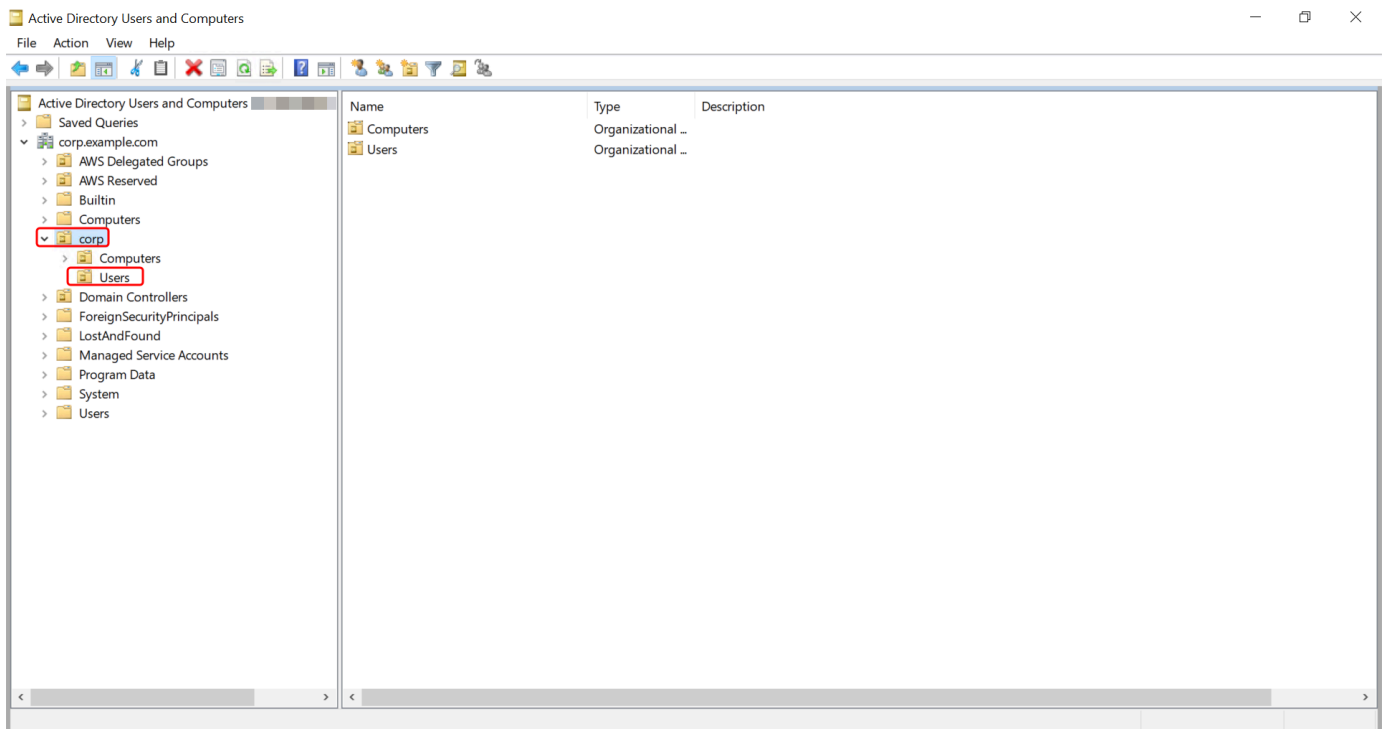 Active Directory Users and Computers
File Action View Help
Active Directory Users and Computers
Saved Queries
corp.example.com
AWS Delegated Groups
AWS Reserved
Builtin
Computers
corp
Computers
Users
Domain Controllers
ForeignSecurityPrincipals
LostAndFound
Managed Service Accounts
Program Data
System
Users
Name Type Description
Computers Organizational ...
Users Organizational ...